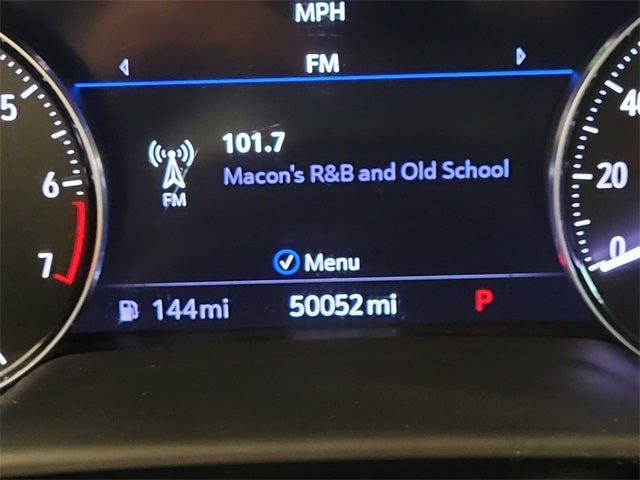 MPH
FM
101.7
Macon's R&B and Old School
FM
Menu
144mi 50052mi P
5
6
7
40
20
0